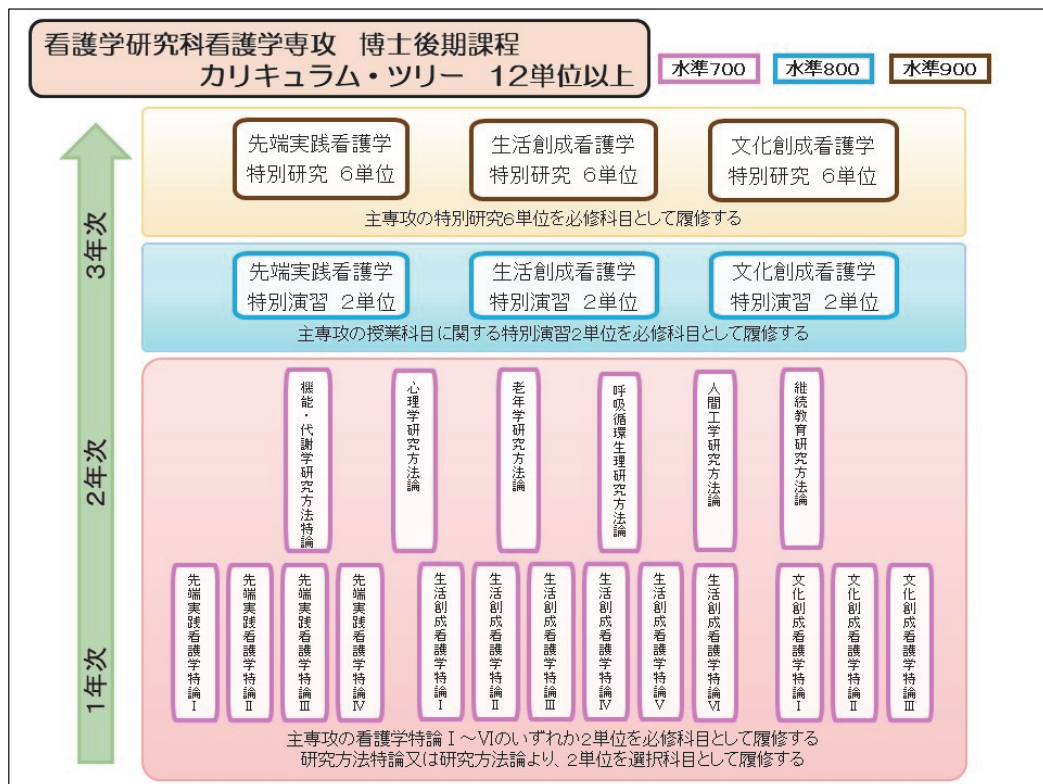 看護学研究科看護学専攻 博士後期課程
カリキュラム・ツリー 12単位以上
水準700
水準800
水準900
先端実践看護学
特別研究 6単位
生活創成看護学
特別研究 6単位
文化創成看護学
特別研究 6単位
主専攻の特別研究6単位を必修科目として履修する
3年次
先端実践看護学
特別演習 2単位
生活創成看護学
特別演習 2単位
文化創成看護学
特別演習 2単位
主専攻の授業科目に関する特別演習2単位を必修科目として履修する
2年次
機能・代謝学研究方法特論
心理学研究方法論
老年学研究方法論
呼吸循環生理研究方法論
人間工学研究方法論
継続教育研究方法論
1年次
先端実践看護学特論Ⅰ
先端実践看護学特論Ⅱ
先端実践看護学特論Ⅲ
先端実践看護学特論Ⅳ
生活創成看護学特論Ⅰ
生活創成看護学特論Ⅱ
生活創成看護学特論Ⅲ
生活創成看護学特論Ⅳ
生活創成看護学特論Ⅴ
生活創成看護学特論Ⅵ
文化創成看護学特論Ⅰ
文化創成看護学特論Ⅱ
文化創成看護学特論Ⅲ
主専攻の看護学特論Ⅰ～Ⅵのいずれか2単位を必修科目として履修する
研究方法特論又は研究方法論より、2単位を選択科目として履修する